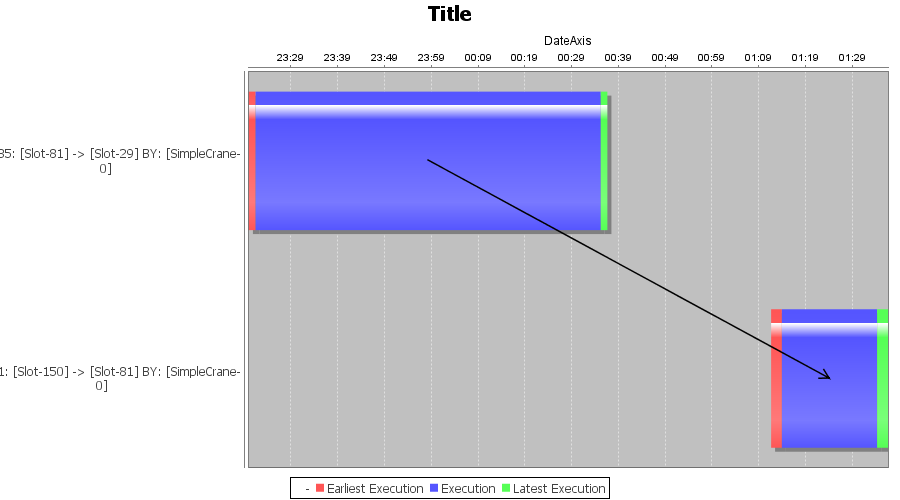 Title
DateAxis
23:29 23:39 23:49 23:59 00:09 00:19 00:29 00:39 00:49 00:59 01:09 01:19 01:29
35: [Slot-81] -> [Slot-29] BY: [SimpleCrane-
0]
1: [Slot-150] -> [Slot-81] BY: [SimpleCrane-
0]
- Earliest Execution Execution Latest Execution